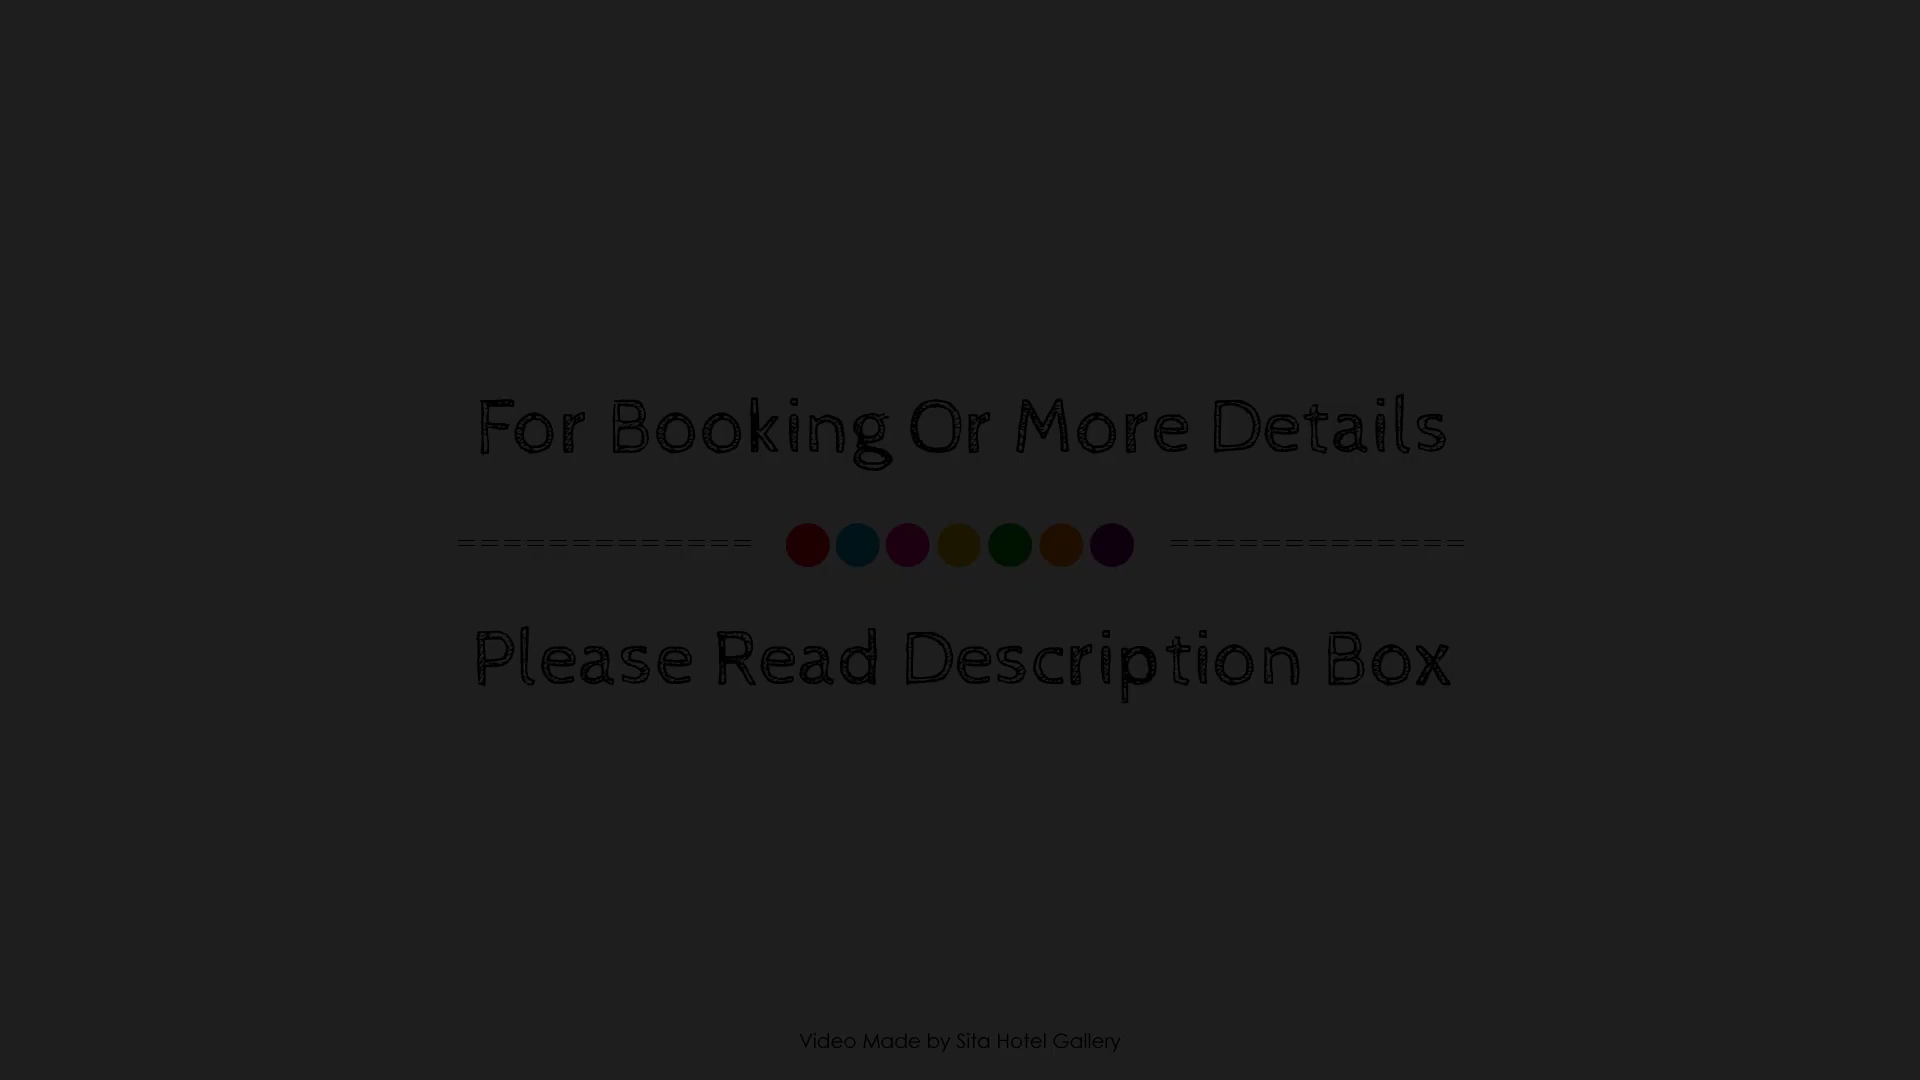 For Booking Or More Details
============= =============
Please Read Description Box
Video Made by Sita Hotel Gallery